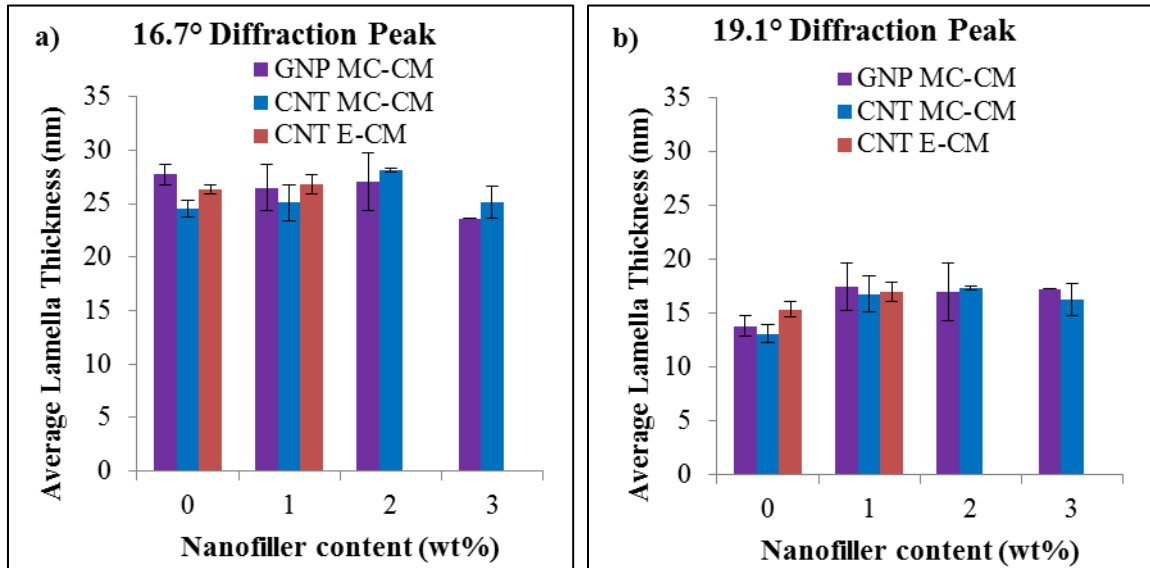 a)
16.7° Diffraction Peak
GNP MC-CM
CNT MC-CM
CNT E-CM
Average Lamella Thickness (nm)
35
30
25
20
15
10
5
0
0 1 2 3
Nanofiller content (wt%)
b)
19.1° Diffraction Peak
GNP MC-CM
CNT MC-CM
CNT E-CM
Average Lamella Thickness (nm)
35
30
25
20
15
10
5
0
0 1 2 3
Nanofiller content (wt%)